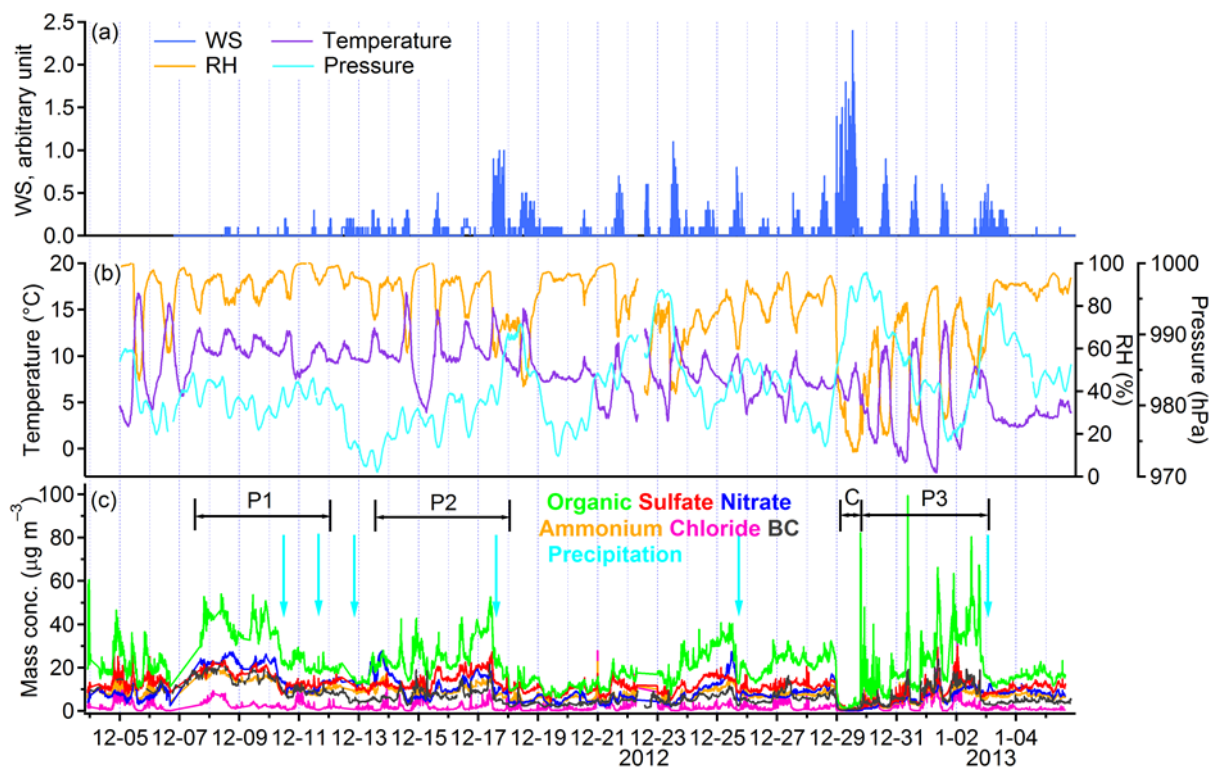 (a)
WS Temperature
RH Pressure
WS, arbitrary unit
2.5
2.0
1.5
1.0
0.5
0.0
(b)
Temperature (°C)
20
15
10
5
0
100
80
60
40
20
0
RH (%)
1000
990
980
970
Pressure (hPa)
(c)
P1 P2 C P3
Organic Sulfate Nitrate
Ammonium Chloride BC
Precipitation
Mass conc. (µg m⁻³)
100
80
60
40
20
0
12-05 12-07 12-09 12-11 12-13 12-15 12-17 12-19 12-21 12-23 12-25 12-27 12-29 12-31 1-02 1-04
2012 2013